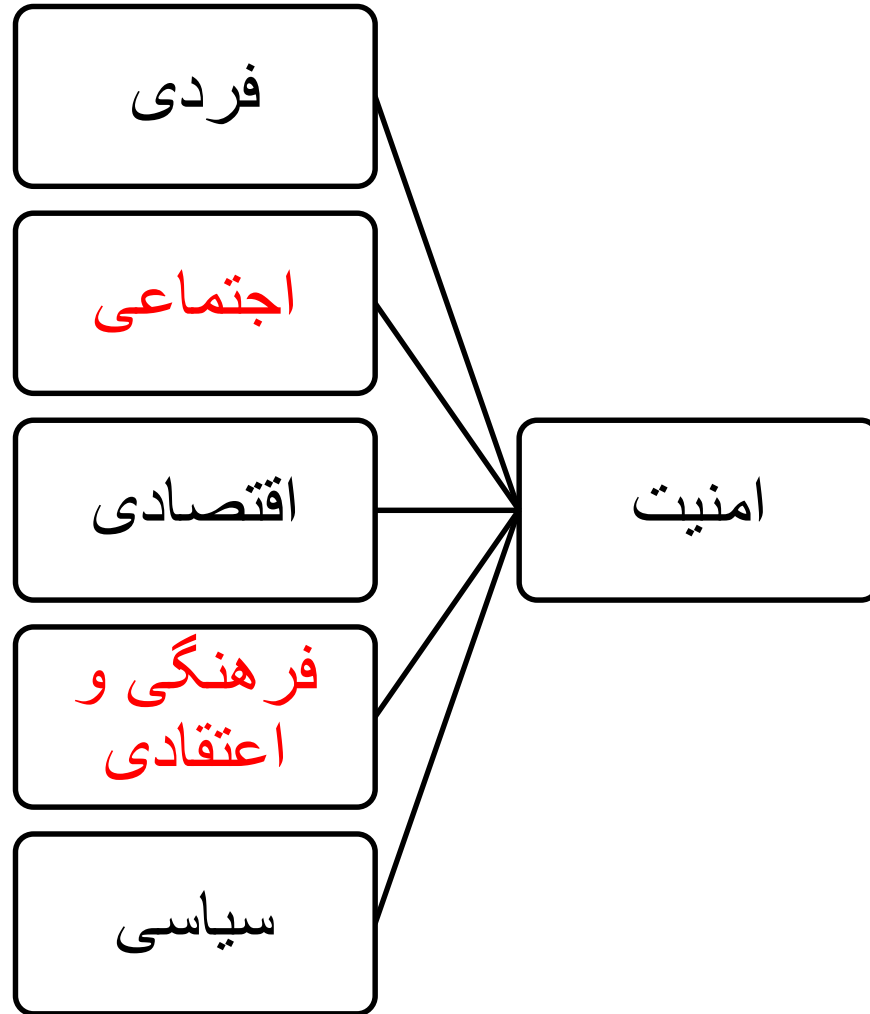 امنیت
فردی
اجتماعی
اقتصادی
فرهنگی و
اعتقادی
سیاسی